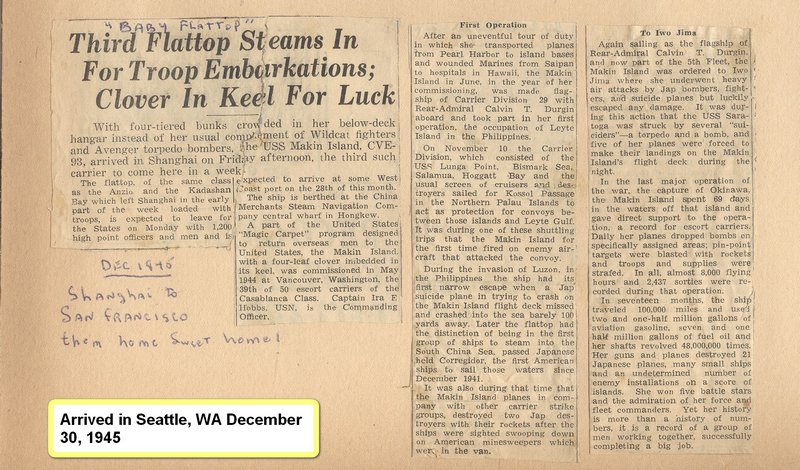 "BABY FLATTOP"
Third Flattop Steams In
For Troop Embarkations;
Clover In Keel For Luck
With four-tiered bunks crowded in her below-deck
hangar instead of her usual complement of Wildcat fighters
and Avenger torpedo bombers, the USS Makin Island, CVE-
93, arrived in Shanghai on Friday afternoon, the third such
carrier to come here in a week.
The flattop, of the same class
as the Anzio and the Kadashan
Bay which left Shanghai in the early
part of the week loaded with
troops, is expected to leave for
the States on Monday with 1,200
high point officers and men and is
expected to arrive at some West
Coast port on the 28th of this month.
The ship is berthed at the China
Merchants Steam Navigation Com-
pany central wharf in Hongkew.
A part of the United States
"Magic Carpet" program designed
to return overseas men to the
United States, the Makin Island,
with a four-leaf clover imbedded in
its keel, was commissioned in May
1944 at Vancouver, Washington, the
39th of 50 escort carriers of the
Casablanca Class. Captain Ira E
Hobbs, USN, is the Commanding
Officer.
DEC 1945
Shanghai to
SAN FRANCISCO
then home Sweet home!
Arrived in Seattle, WA December
30, 1945
First Operation
After an uneventful tour of duty
in which she transported planes
from Pearl Harbor to island bases
and wounded Marines from Saipan
to hospitals in Hawaii, the Makin
Island in June, in the year of her
commissioning, was made flag-
ship of Carrier Division 29 with
Rear-Admiral Calvin T. Durgin
aboard and took part in her first
operation, the occupation of Leyte
Island in the Philippines.
On November 10 the Carrier
Division, which consisted of the
USS Lunga Point, Bismark Sea,
Salamua, Hoggatt Bay and the
usual screen of cruisers and des-
troyers sailed for Kossol Passage
in the Northern Palau Islands to
act as protection for convoys be-
tween those islands and Leyte Gulf.
It was during one of these shuttling
trips that the Makin Island for
the first time fired on enemy air-
craft that attacked the convoy.
During the invasion of Luzon, in
the Philippines the ship had its
first narrow escape when a Jap
suicide plane in trying to crash on
the Makin Island flight deck missed
and crashed into the sea barely 100
yards away. Later the flattop had
the distinction of being in the first
group of ships to steam into the
South China Sea, passed Japanese
held Corregidor, the first American
ships to sail those waters since
December 1941.
It was also during that time that
the Makin Island planes in com-
pany with other carrier strike
groups, destroyed two Jap des-
troyers with their rockets after the
ships were sighted swooping down
on American minesweepers which
were in the van.
To Iwo Jima
Again sailing as the flagship of
Rear-Admiral Calvin T. Durgin,
and now part of the 5th Fleet, the
Makin Island was ordered to Iwo
Jima where she underwent heavy
air attacks by Jap bombers, fight-
ers, and suicide planes but luckily
escaped any damage. It was dur-
ing this action that the USS Sara-
toga was struck by several "sui-
ciders"—a torpedo and a bomb, and
five of her planes were forced to
make their landings on the Makin
Island's flight deck during the
night.
In the last major operation of
the war, the capture of Okinawa,
the Makin Island spent 69 days
in the waters off that island and
gave direct support to the opera-
tion, a record for escort carriers.
Daily her planes dropped bombs on
specifically assigned areas; pin-point
targets were blasted with rockets
and troops and supplies were
strafed. In all, almost 8,000 flying
hours and 2,437 sorties were re-
corded during that operation.
In seventeen months, the ship
traveled 100,000 miles and used
two and one-half million gallons of
aviation gasoline, seven and one
half million gallons of fuel oil and
her shafts revolved 48,000,000 times.
Her guns and planes destroyed 21
Japanese planes, many small ships
and an undetermined number of
enemy installations on a score of
islands. She won five battle stars
and the admiration of her force and
fleet commanders. Yet her history
is more than a history of num-
bers, it is a record of a group of
men working together, successfully
completing a big job.